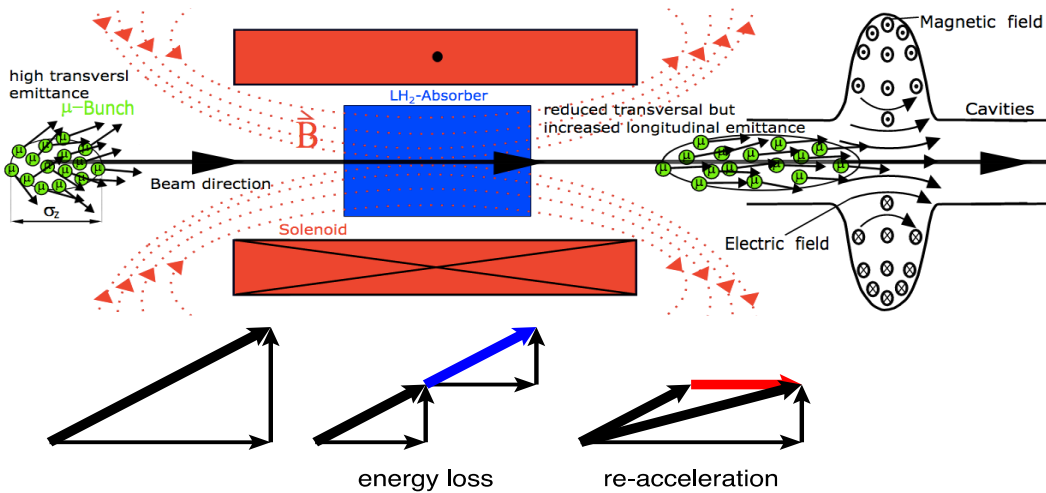 high transversl
emittance
μ-Bunch
μ
μ
μ
μ
μ
μ
μ
μ
μ
μ
μ
μ
μ
μ
σz
Beam direction
B
LH2-Absorber
Solenoid
reduced transversal but
increased longitudinal emittance
μ
μ
μ
μ
μ
μ
μ
μ
μ
μ
μ
μ
μ
μ
Magnetic field
Cavities
Electric field
energy loss
re-acceleration